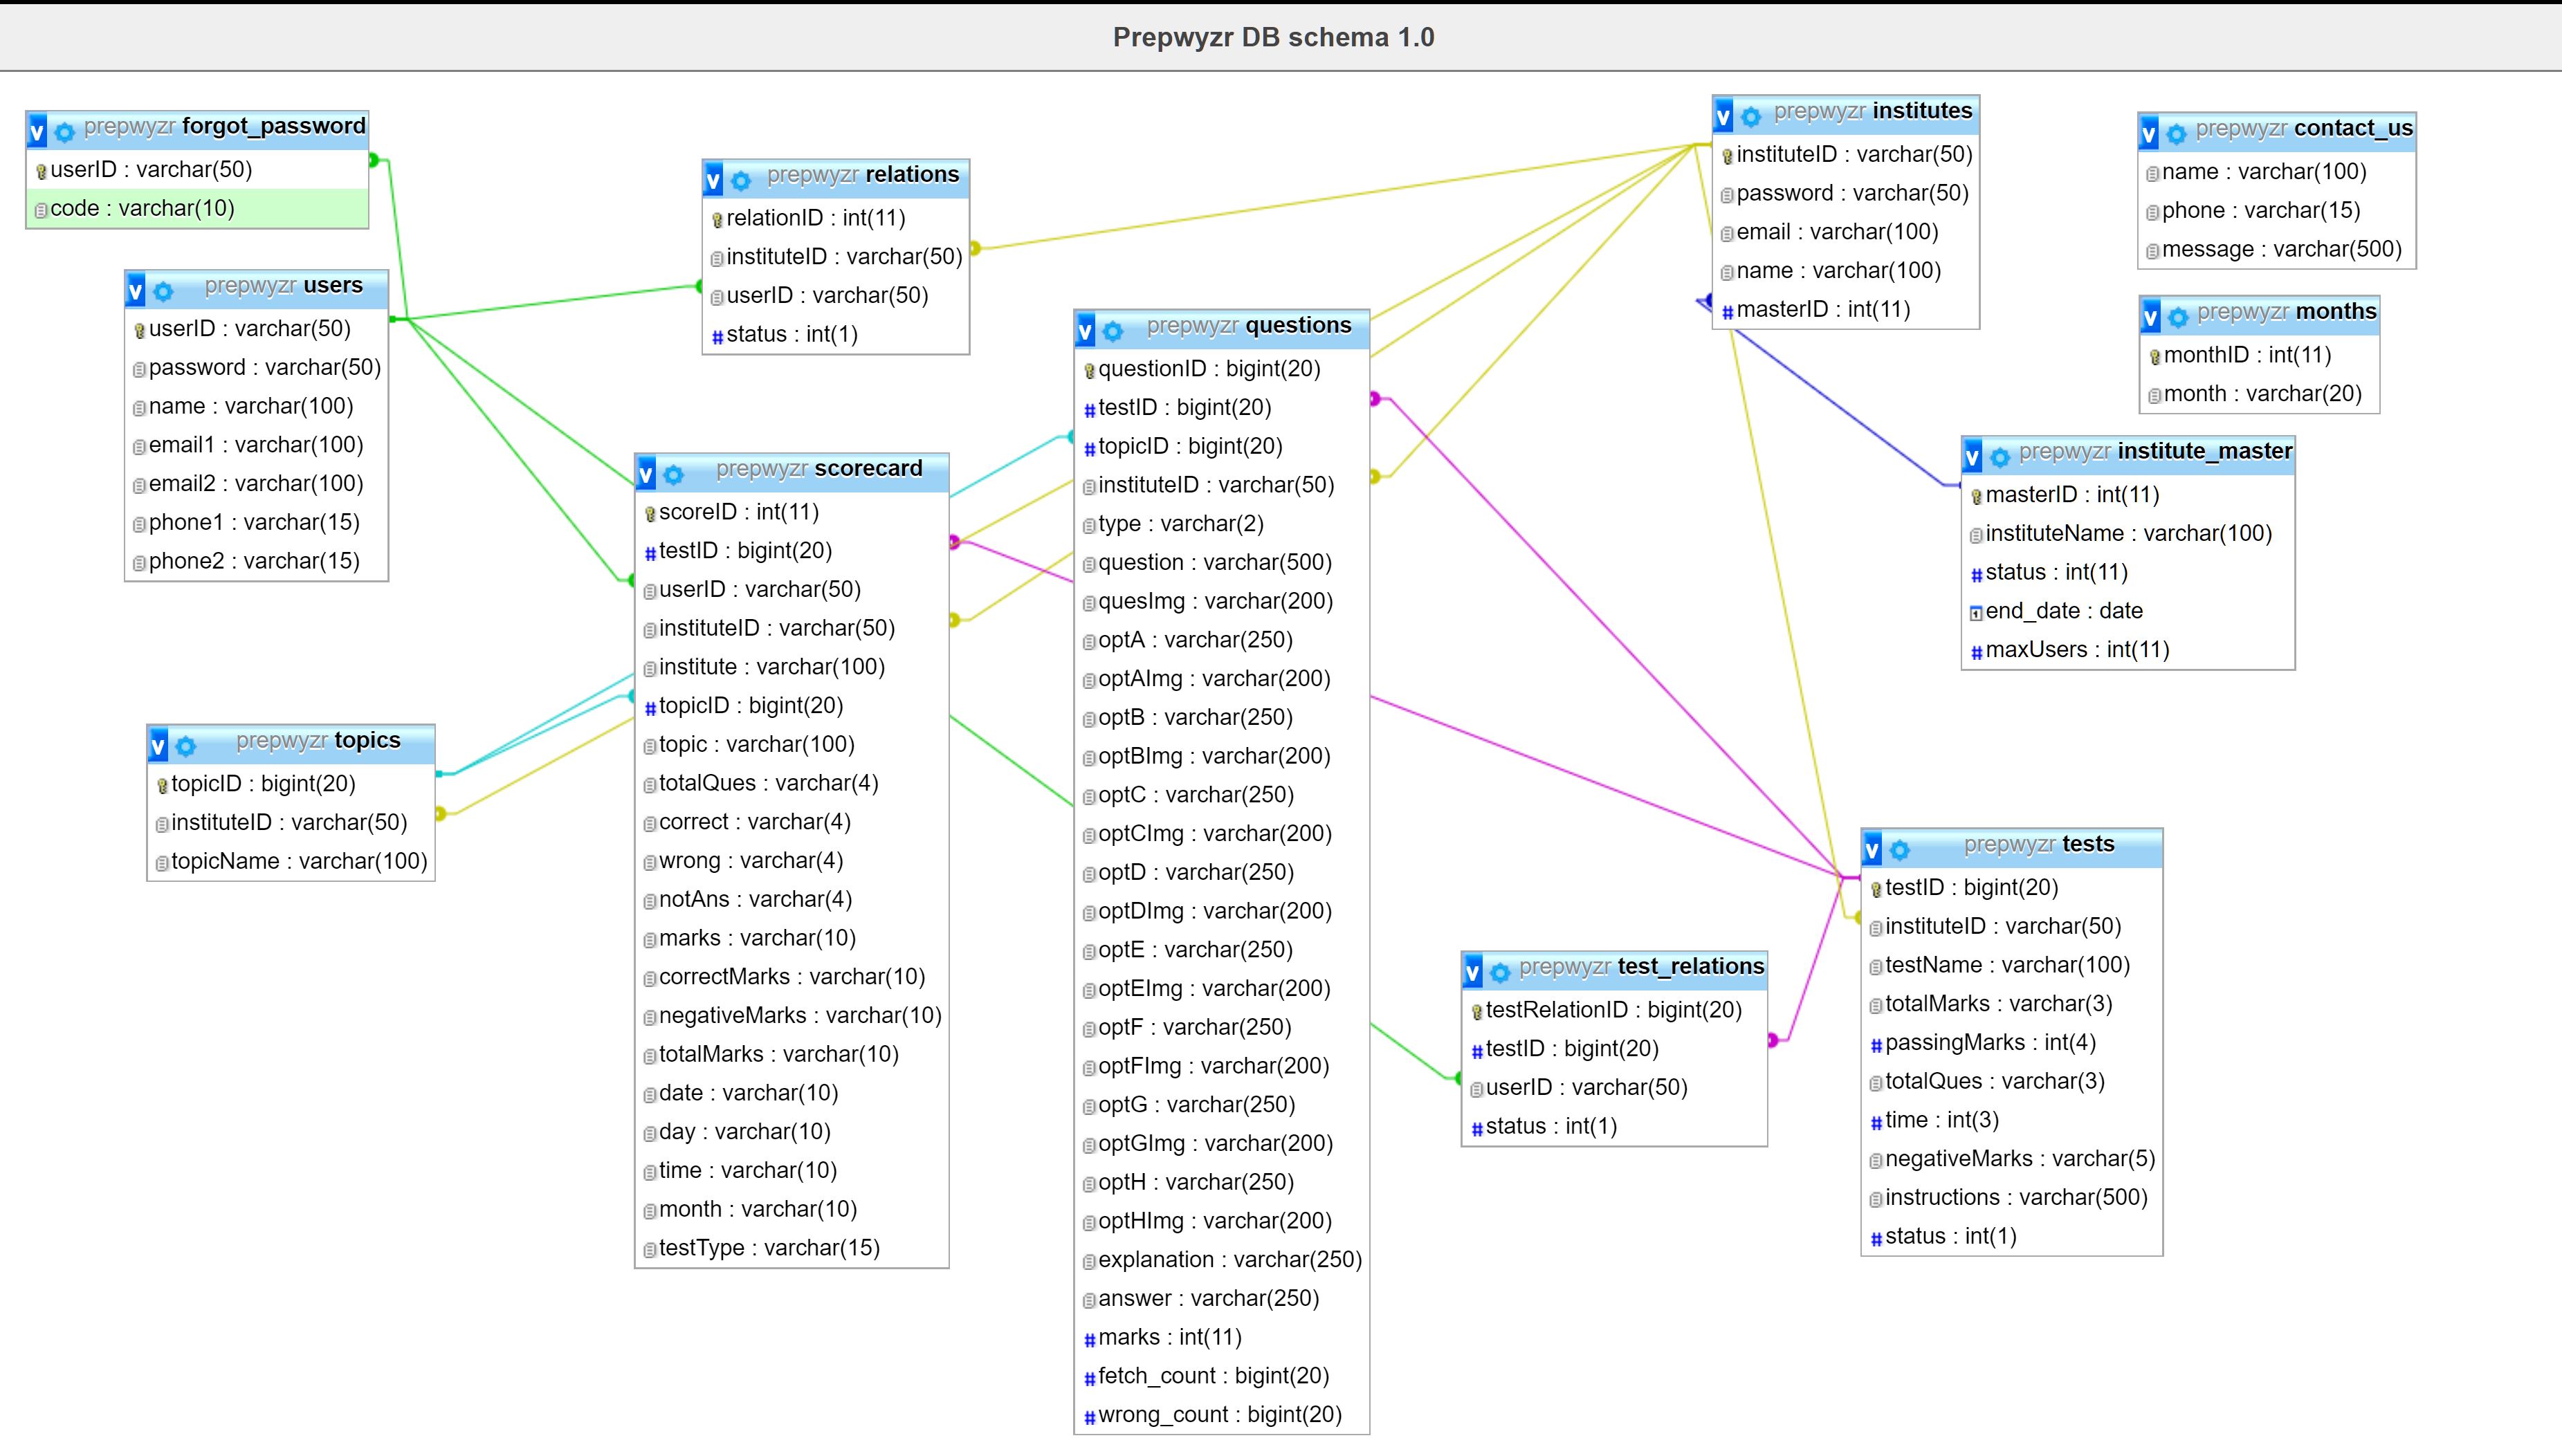 Prepwyzr DB schema 1.0
prepwyzr forgot_password
userID : varchar(50)
code : varchar(10)
prepwyzr users
userID : varchar(50)
password : varchar(50)
name : varchar(100)
email1 : varchar(100)
email2 : varchar(100)
phone1 : varchar(15)
phone2 : varchar(15)
prepwyzr topics
topicID : bigint(20)
instituteID : varchar(50)
topicName : varchar(100)
prepwyzr relations
relationID : int(11)
instituteID : varchar(50)
userID : varchar(50)
status : int(1)
prepwyzr scorecard
scoreID : int(11)
testID : bigint(20)
userID : varchar(50)
instituteID : varchar(50)
institute : varchar(100)
topicID : bigint(20)
topic : varchar(100)
totalQues : varchar(4)
correct : varchar(4)
wrong : varchar(4)
notAns : varchar(4)
marks : varchar(10)
correctMarks : varchar(10)
negativeMarks : varchar(10)
totalMarks : varchar(10)
date : varchar(10)
day : varchar(10)
time : varchar(10)
month : varchar(10)
testType : varchar(15)
prepwyzr questions
questionID : bigint(20)
testID : bigint(20)
topicID : bigint(20)
instituteID : varchar(50)
type : varchar(2)
question : varchar(500)
quesImg : varchar(200)
optA : varchar(250)
optAImg : varchar(200)
optB : varchar(250)
optBImg : varchar(200)
optC : varchar(250)
optCImg : varchar(200)
optD : varchar(250)
optDImg : varchar(200)
optE : varchar(250)
optEImg : varchar(200)
optF : varchar(250)
optFImg : varchar(200)
optG : varchar(250)
optGImg : varchar(200)
optH : varchar(250)
optHImg : varchar(200)
explanation : varchar(250)
answer : varchar(250)
marks : int(11)
fetch_count : bigint(20)
wrong_count : bigint(20)
prepwyzr institutes
instituteID : varchar(50)
password : varchar(50)
email : varchar(100)
name : varchar(100)
masterID : int(11)
prepwyzr contact_us
name : varchar(100)
phone : varchar(15)
message : varchar(500)
prepwyzr months
monthID : int(11)
month : varchar(20)
prepwyzr institute_master
masterID : int(11)
instituteName : varchar(100)
status : int(11)
end_date : date
maxUsers : int(11)
prepwyzr test_relations
testRelationID : bigint(20)
testID : bigint(20)
userID : varchar(50)
status : int(1)
prepwyzr tests
testID : bigint(20)
instituteID : varchar(50)
testName : varchar(100)
totalMarks : varchar(3)
passingMarks : int(4)
totalQues : varchar(3)
time : int(3)
negativeMarks : varchar(5)
instructions : varchar(500)
status : int(1)